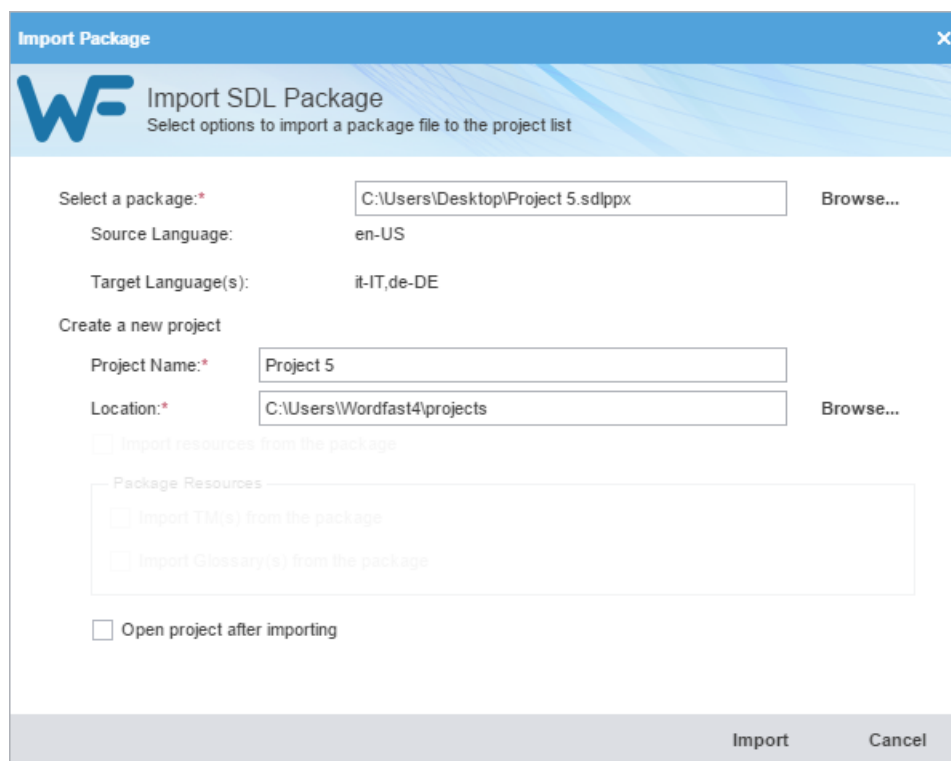 Import Package
WF
Import SDL Package
Select options to import a package file to the project list
Select a package:* C:\Users\Desktop\Project 5.sdlppx Browse...
Source Language: en-US
Target Language(s): it-IT,de-DE
Create a new project
Project Name:* Project 5
Location:* C:\Users\Wordfast4\projects Browse...
Import resources from the package
Package Resources
Import TM(s) from the package
Import Glossary(s) from the package
Open project after importing
Import Cancel